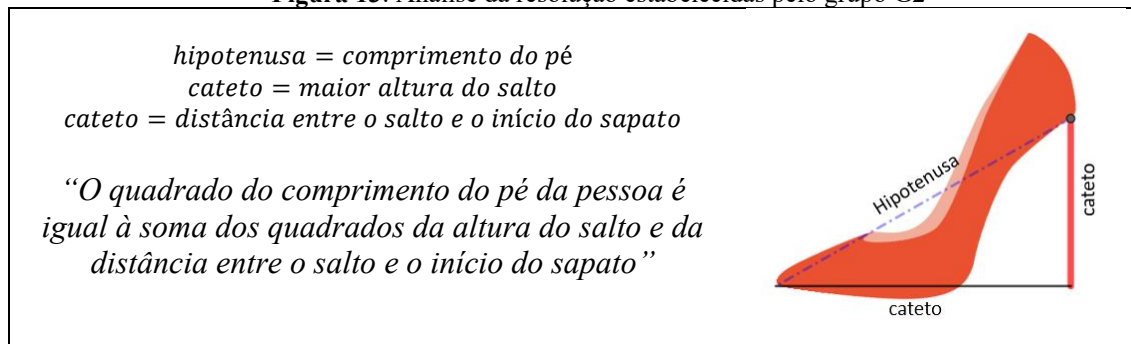 Figura 15: Análise da resolução estabelecidas pelo grupo G2
hipotenusa = comprimento do pé
cateto = maior altura do salto
cateto = distância entre o salto e o início do sapato
“O quadrado do comprimento do pé da pessoa é
igual à soma dos quadrados da altura do salto e da
distância entre o salto e o início do sapato”
Hipotenusa
cateto
cateto